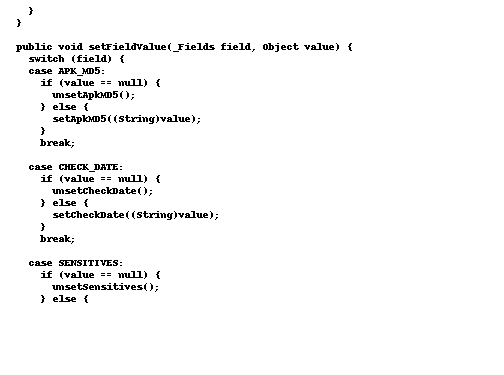 }
  }

  public void setFieldValue(_Fields field, Object value) {
    switch (field) {
    case APK_MD5:
      if (value == null) {
        unsetApkMD5();
      } else {
        setApkMD5((String)value);
      }
      break;

    case CHECK_DATE:
      if (value == null) {
        unsetCheckDate();
      } else {
        setCheckDate((String)value);
      }
      break;

    case SENSITIVES:
      if (value == null) {
        unsetSensitives();
      } else {